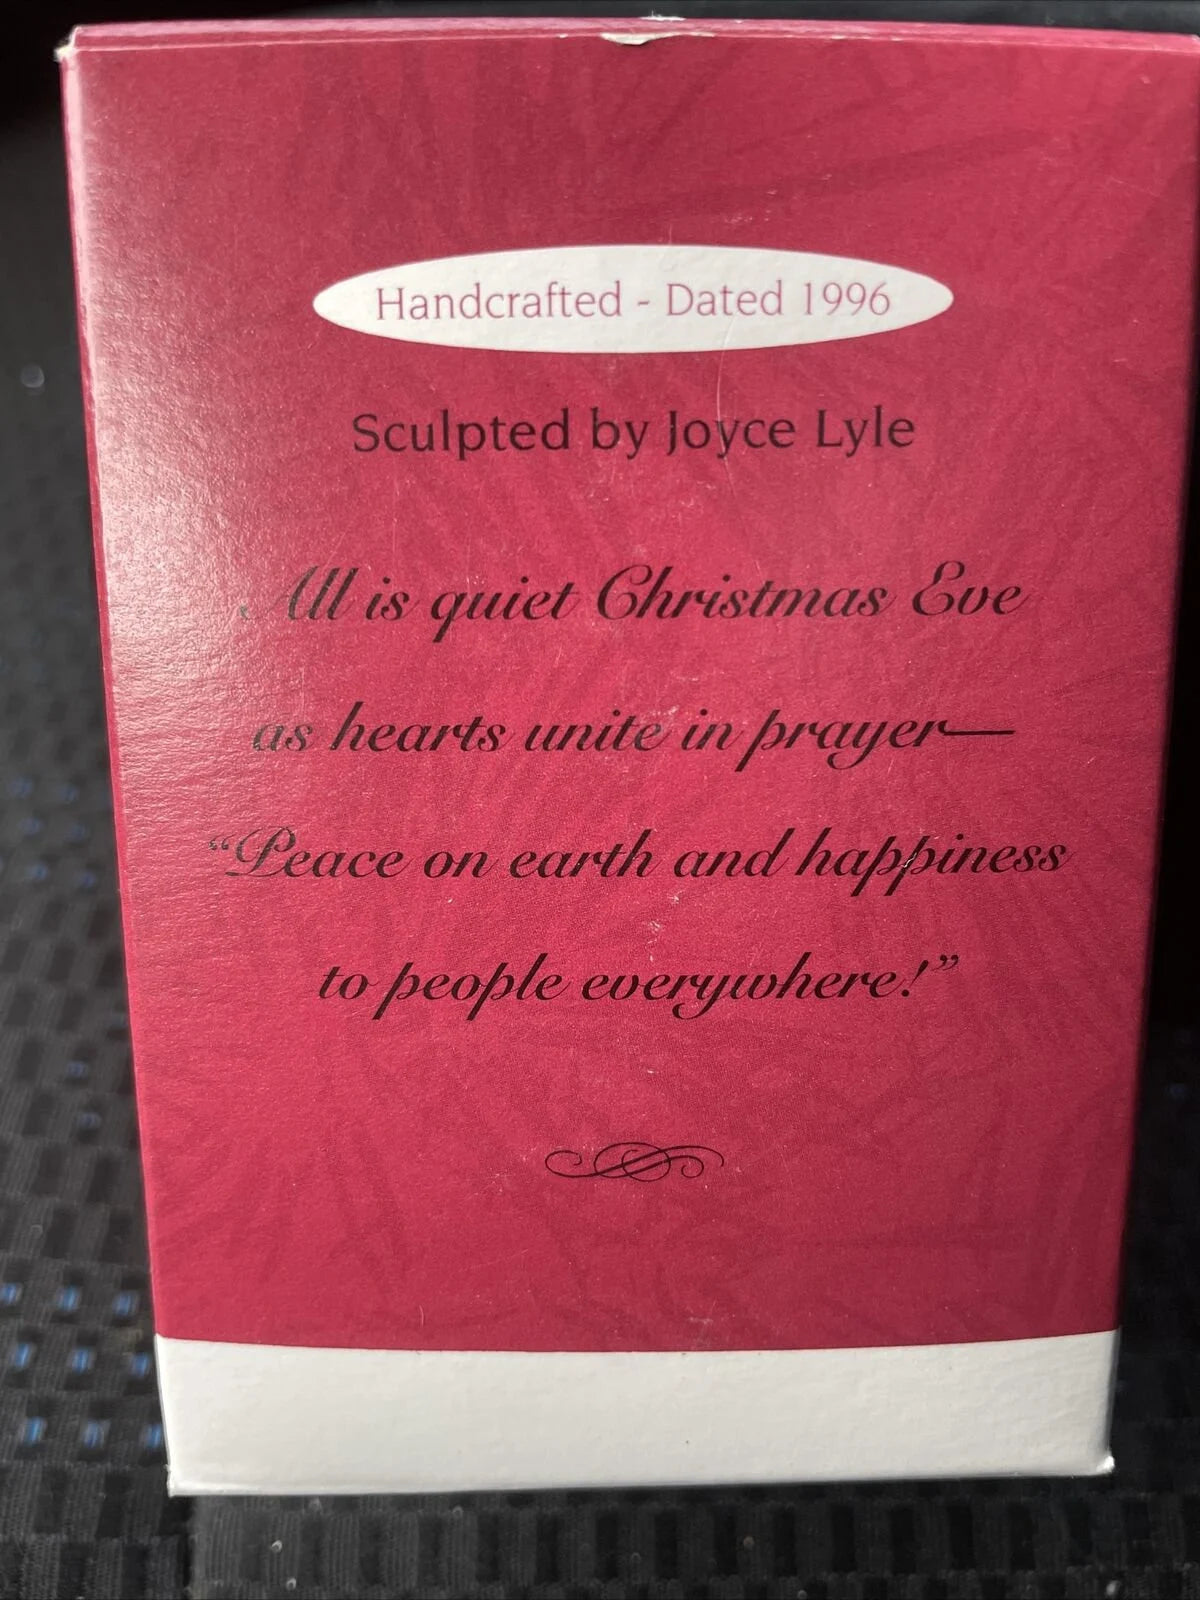 Handcrafted - Dated 1996
Sculpted by Joyce Lyle
All is quiet Christmas Eve
as hearts unite in prayer—
“Peace on earth and happiness
to people everywhere!”